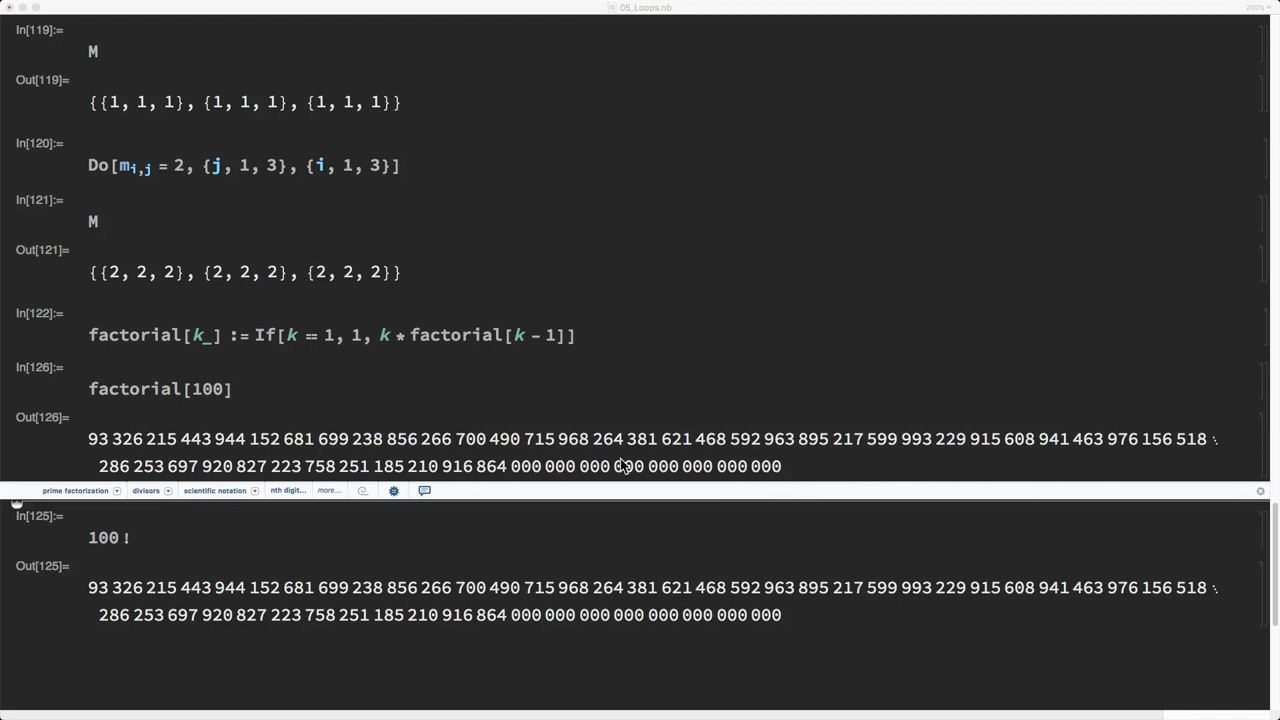 05_Loops.nb
200%
In[119]:=
M
Out[119]=
{{1, 1, 1}, {1, 1, 1}, {1, 1, 1}}
In[120]:=
Do[mi,j = 2, {j, 1, 3}, {i, 1, 3}]
In[121]:=
M
Out[121]=
{{2, 2, 2}, {2, 2, 2}, {2, 2, 2}}
In[122]:=
factorial[k_] := If[k == 1, 1, k * factorial[k - 1]]
In[126]:=
factorial[100]
Out[126]=
93 326 215 443 944 152 681 699 238 856 266 700 490 715 968 264 381 621 468 592 963 895 217 599 993 229 915 608 941 463 976 156 518 \
286 253 697 920 827 223 758 251 185 210 916 864 000 000 000 000 000 000 000 000
prime factorization divisors scientific notation nth digit... more...
In[125]:=
100!
Out[125]=
93 326 215 443 944 152 681 699 238 856 266 700 490 715 968 264 381 621 468 592 963 895 217 599 993 229 915 608 941 463 976 156 518 \
286 253 697 920 827 223 758 251 185 210 916 864 000 000 000 000 000 000 000 000